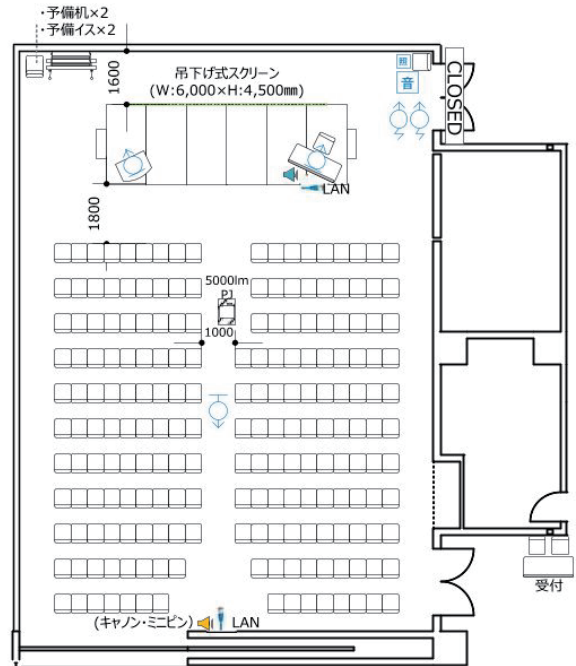 ・予備机×2
・予備イス×2
1600
吊下げ式スクリーン
(W:6,000×H:4,500㎜)
照
音
CLOSED
LAN
1800
5000lm
PJ
1000
(キャノン・ミニピン)
LAN
受付